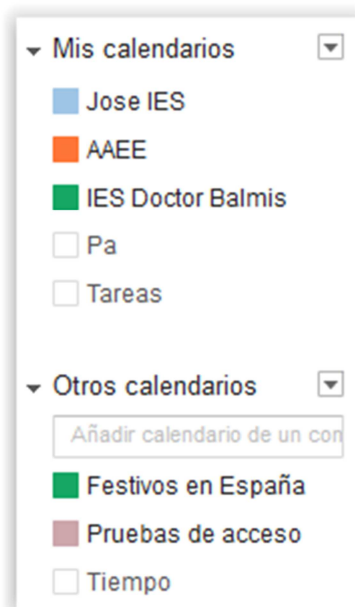 Mis calendarios
Jose IES
AAEE
IES Doctor Balmis
Pa
Tareas
Otros calendarios
Añadir calendario de un
Festivos en España
Pruebas de acceso
Tiempo